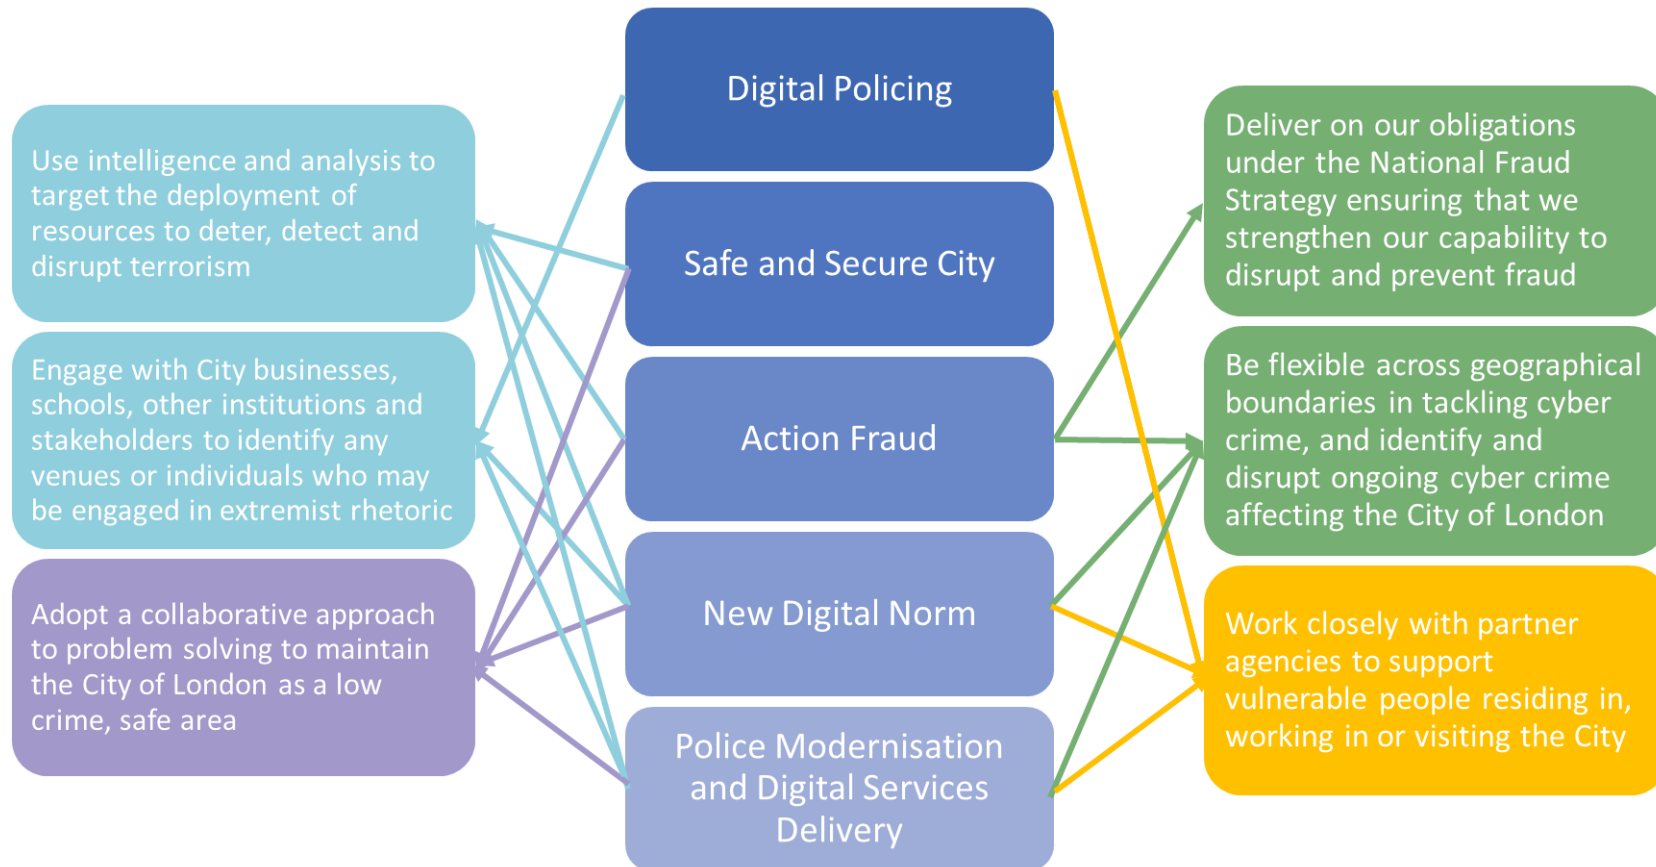 Use intelligence and analysis to
target the deployment of
resources to deter, detect and
disrupt terrorism
Engage with City businesses,
schools, other institutions and
stakeholders to identify any
venues or individuals who may
be engaged in extremist rhetoric
Adopt a collaborative approach
to problem solving to maintain
the City of London as a low
crime, safe area
Digital Policing
Safe and Secure City
Action Fraud
New Digital Norm
Police Modernisation
and Digital Services
Delivery
Deliver on our obligations
under the National Fraud
Strategy ensuring that we
strengthen our capability to
disrupt and prevent fraud
Be flexible across geographical
boundaries in tackling cyber
crime, and identify and
disrupt ongoing cyber crime
affecting the City of London
Work closely with partner
agencies to support
vulnerable people residing in,
working in or visiting the City